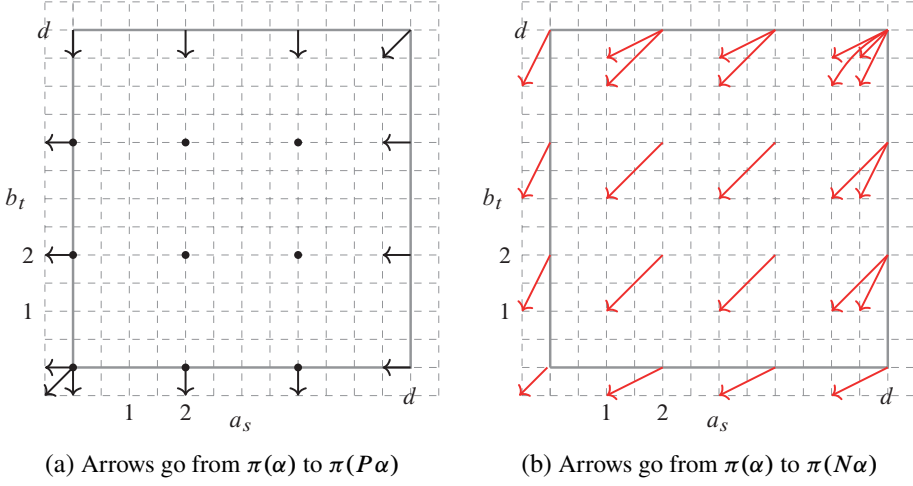 d
d
b_t
b_t
2
2
1
1
d
d
1 2 a_s
1 2 a_s
(a) Arrows go from π(α) to π(Pα)
(b) Arrows go from π(α) to π(Nα)